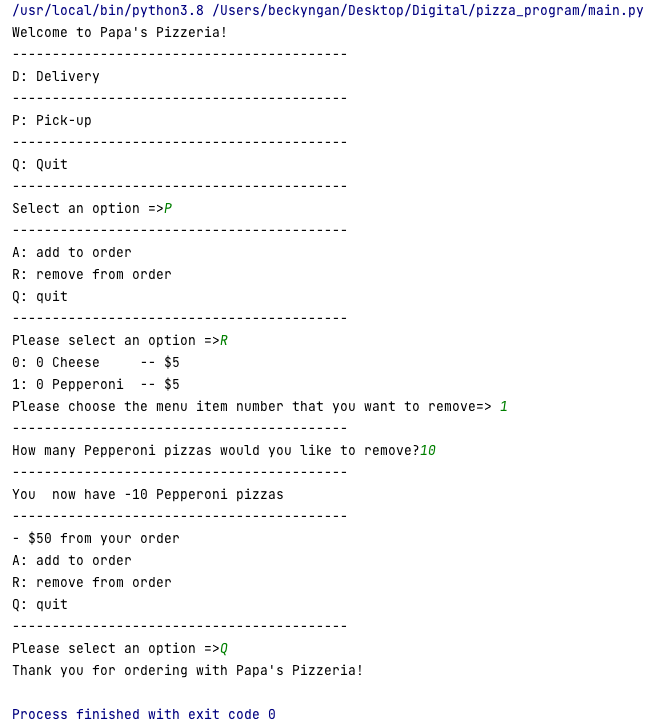 /usr/local/bin/python3.8 /Users/beckyngan/Desktop/Digital/pizza_program/main.py
Welcome to Papa's Pizzeria!
------------------------------------------
D: Delivery
------------------------------------------
P: Pick-up
------------------------------------------
Q: Quit
------------------------------------------
Select an option =>P
------------------------------------------
A: add to order
R: remove from order
Q: quit
------------------------------------------
Please select an option =>R
0: 0 Cheese     -- $5
1: 0 Pepperoni  -- $5
Please choose the menu item number that you want to remove=> 1
------------------------------------------
How many Pepperoni pizzas would you like to remove?10
------------------------------------------
You  now have -10 Pepperoni pizzas
------------------------------------------
- $50 from your order
A: add to order
R: remove from order
Q: quit
------------------------------------------
Please select an option =>Q
Thank you for ordering with Papa's Pizzeria!

Process finished with exit code 0